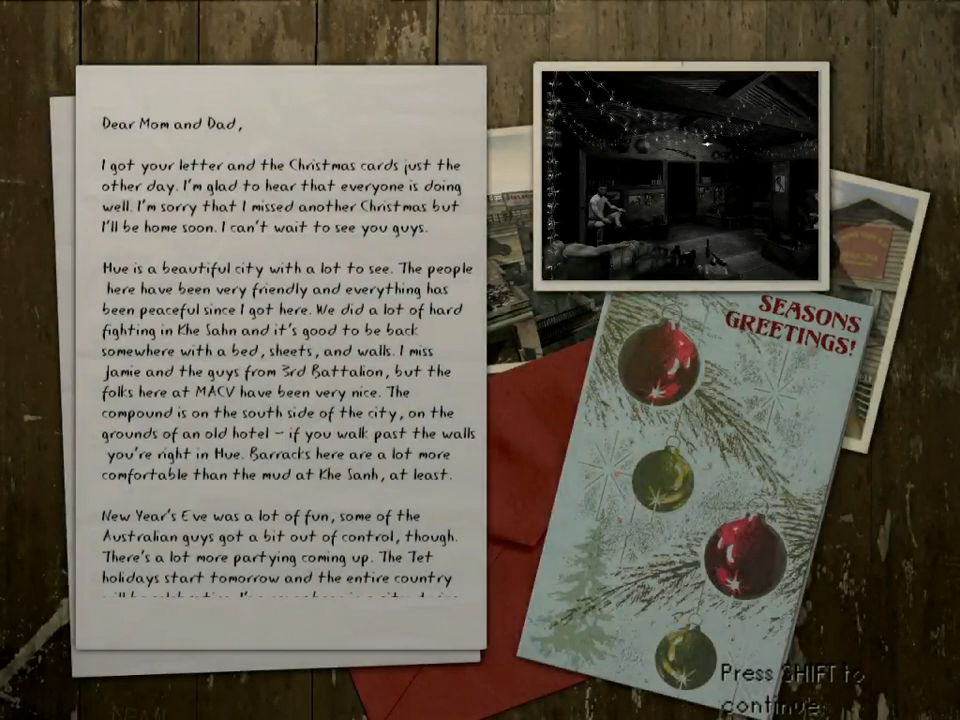 Dear Mom and Dad,
I got your letter and the Christmas cards just the
other day. I'm glad to hear that everyone is doing
well. I'm sorry that I missed another Christmas but
I'll be home soon. I can't wait to see you guys.
Hue is a beautiful city with a lot to see. The people
here have been very friendly and everything has
been peaceful since I got here. We did a lot of hard
fighting in Khe Sahn and it's good to be back
somewhere with a bed, sheets, and walls. I miss
Jamie and the guys from 3rd Battalion, but the
folks here at MACV have been very nice. The
compound is on the south side of the city, on the
grounds of an old hotel - if you walk past the walls
you're right in Hue. Barracks here are a lot more
comfortable than the mud at Khe Sanh, at least.
New Year's Eve was a lot of fun, some of the
Australian guys got a bit out of control, though.
There's a lot more partying coming up. The Tet
holidays start tomorrow and the entire country
SEASONS
GREETINGS!
Press SHIFT to
continue